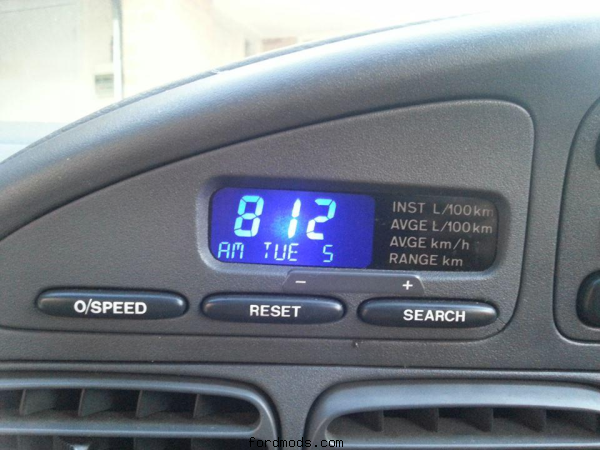 8 12
AM TUE 5
INST L/100km
AVGE L/100km
AVGE km/h
RANGE km
− +
O/SPEED RESET SEARCH
fordmods.com